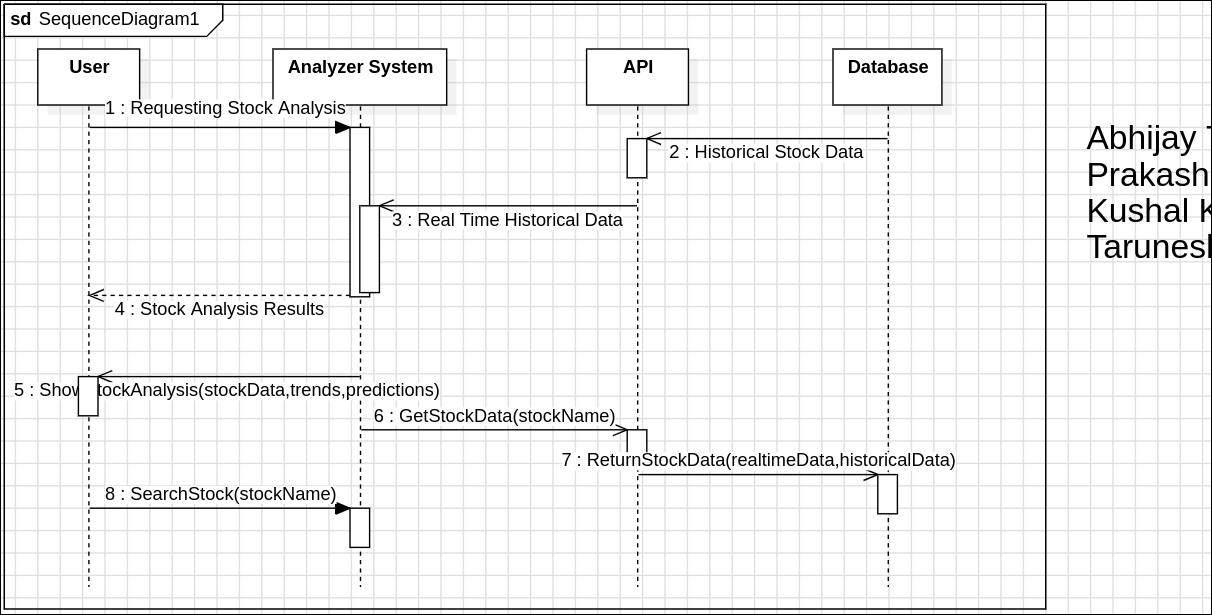 sd SequenceDiagram1
User
Analyzer System
API
Database
1 : Requesting Stock Analysis
2 : Historical Stock Data
3 : Real Time Historical Data
4 : Stock Analysis Results
5 : ShowStockAnalysis(stockData,trends,predictions)
6 : GetStockData(stockName)
7 : ReturnStockData(realtimeData,historicalData)
8 : SearchStock(stockName)
Abhijay
Prakash
Kushal